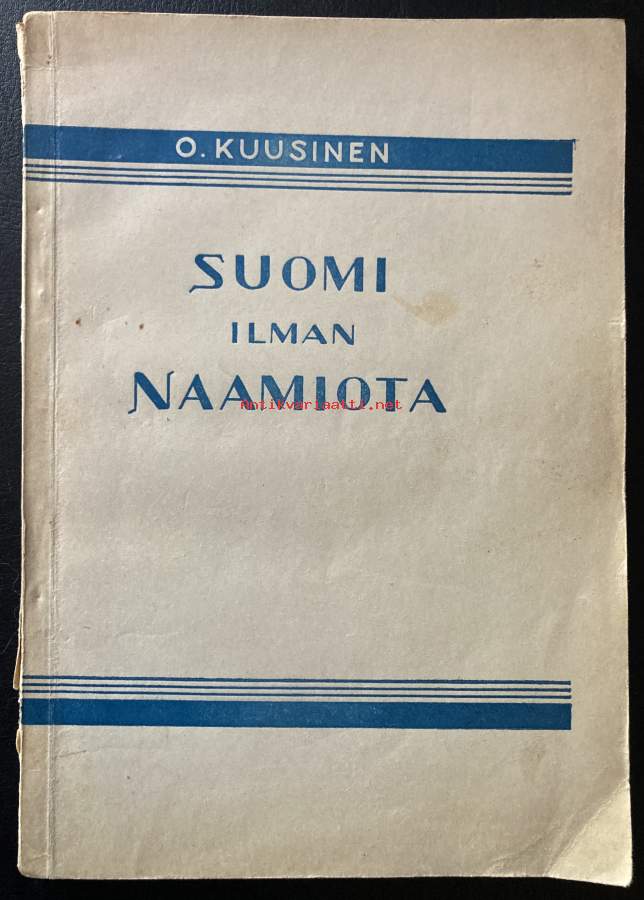 O. KUUSINEN
SUOMI
ILMAN
NAAMIOTA
antikvariaatti.net